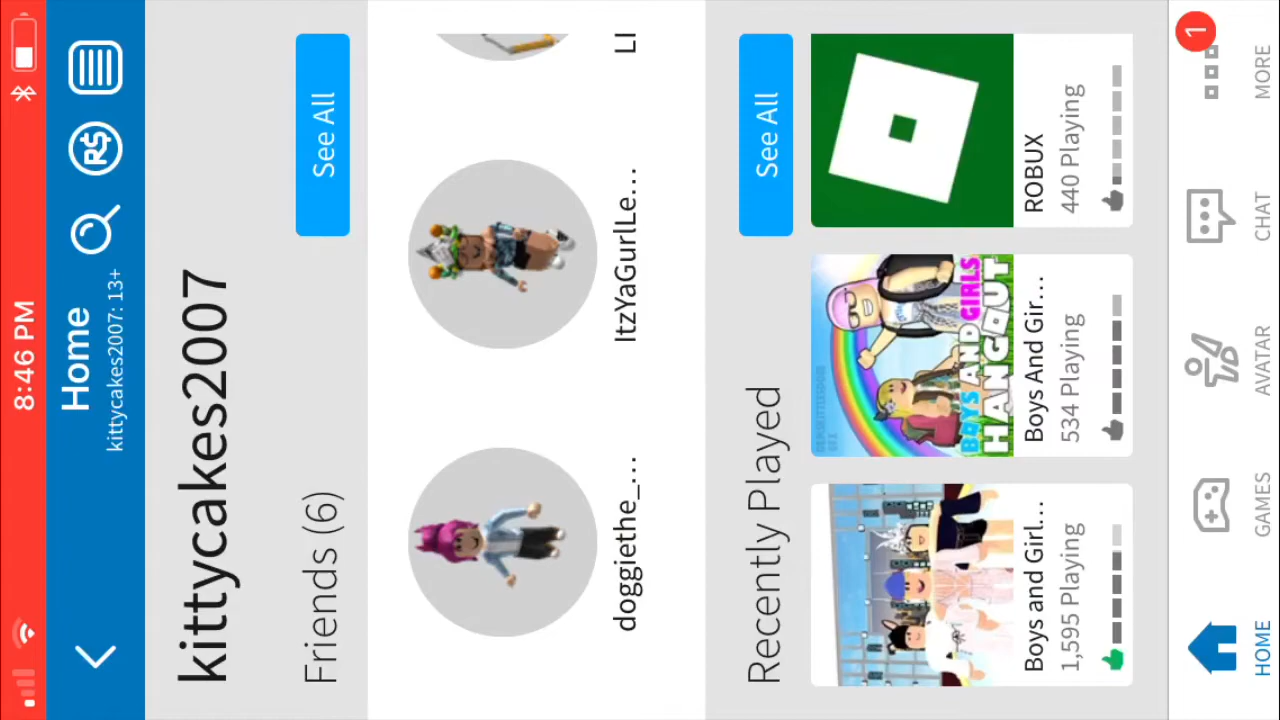 8:46 PM
Home
kittycakes2007: 13+
R$
kittycakes2007
Friends (6)
See All
doggiethe_...
ItzYaGurlLe...
LI
Recently Played
See All
BOYS AND GIRLS
HANGOUT
Boys and Girl...
1,595 Playing
Boys And Gir...
534 Playing
ROBUX
440 Playing
HOME
GAMES
AVATAR
CHAT
MORE
1